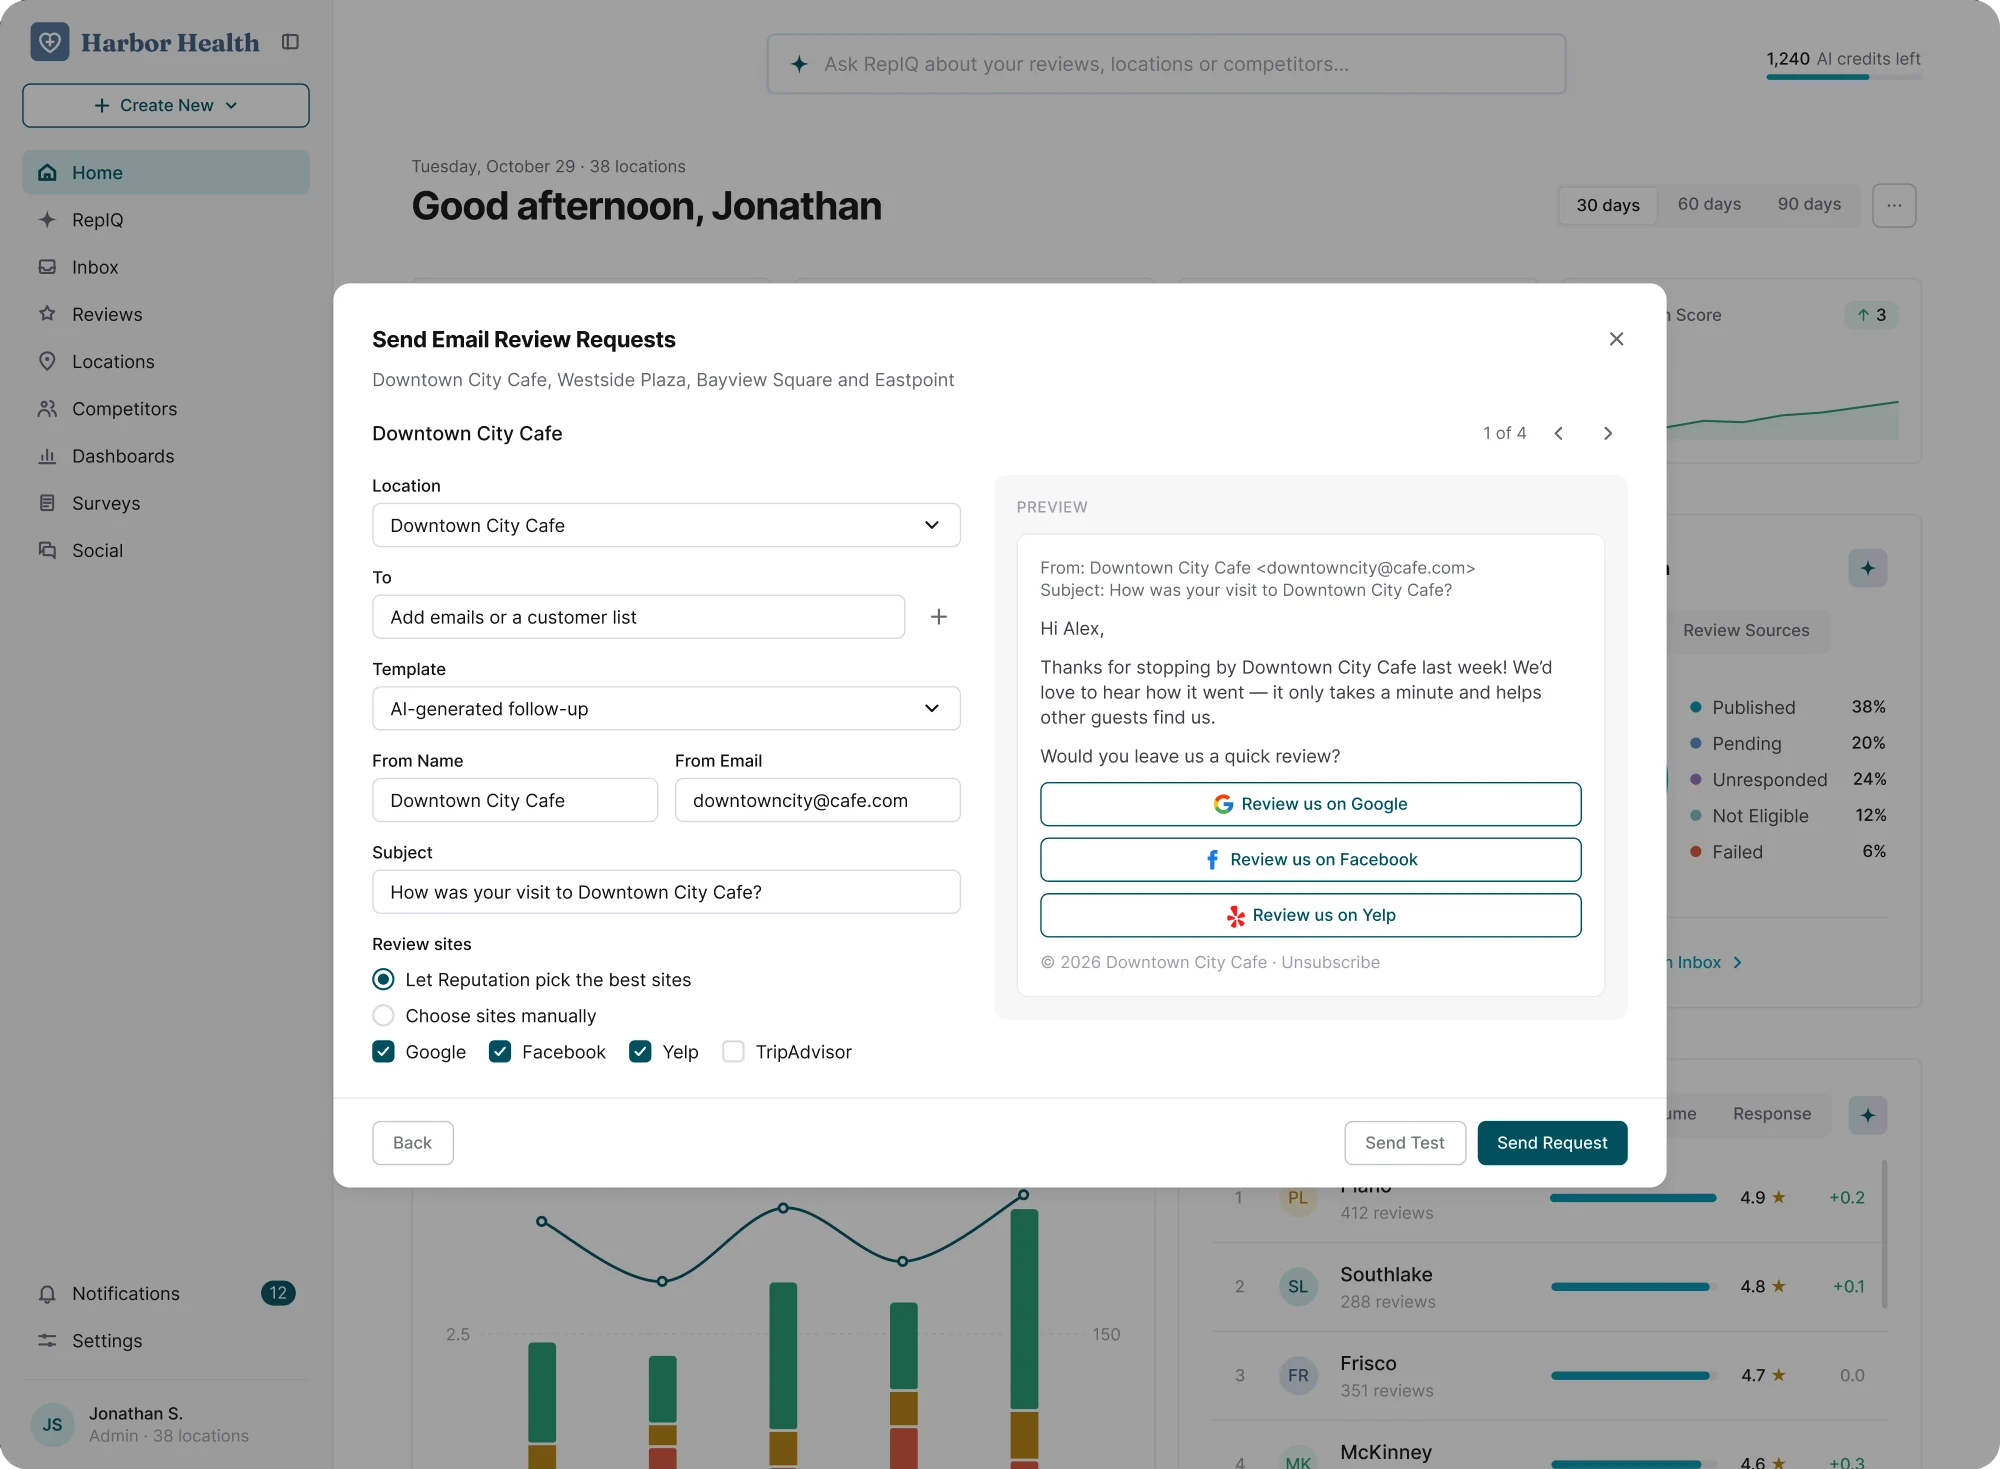 Harbor Health
Create New
Home
RepIQ
Inbox
Reviews
Locations
Competitors
Dashboards
Surveys
Social
Notifications 12
Settings
JS
Jonathan S.
Admin · 38 locations
Ask RepIQ about your reviews, locations or competitors...
1,240 AI credits left
Tuesday, October 29 · 38 locations
Good afternoon, Jonathan
30 days 60 days 90 days
Score
3
Send Email Review Requests
Downtown City Cafe, Westside Plaza, Bayview Square and Eastpoint
Downtown City Cafe
1 of 4
Location
Downtown City Cafe
To
Add emails or a customer list
Template
AI-generated follow-up
From Name
Downtown City Cafe
From Email
downtowncity@cafe.com
Subject
How was your visit to Downtown City Cafe?
Review sites
Let Reputation pick the best sites
Choose sites manually
Google Facebook Yelp TripAdvisor
PREVIEW
From: Downtown City Cafe <downtowncity@cafe.com>
Subject: How was your visit to Downtown City Cafe?
Hi Alex,
Thanks for stopping by Downtown City Cafe last week! We’d
love to hear how it went — it only takes a minute and helps
other guests find us.
Would you leave us a quick review?
Review us on Google
Review us on Facebook
Review us on Yelp
© 2026 Downtown City Cafe · Unsubscribe
Back
Send Test
Send Request
Review Sources
Published 38%
Pending 20%
Unresponded 24%
Not Eligible 12%
Failed 6%
Inbox
Response
2.5
150
1 PL 4.9 ★ +0.2
412 reviews
2 SL Southlake 4.8 ★ +0.1
288 reviews
3 FR Frisco 4.7 ★ 0.0
351 reviews
4 MK McKinney 4.6 ★ +0.3